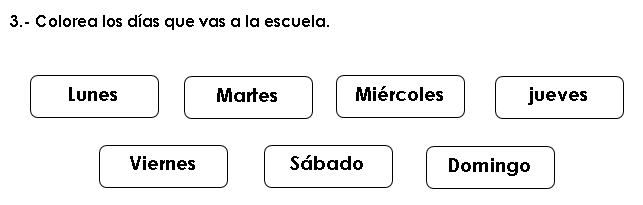 3.- Colorea los días que vas a la escuela.
Lunes Martes Miércoles jueves
Viernes Sábado Domingo